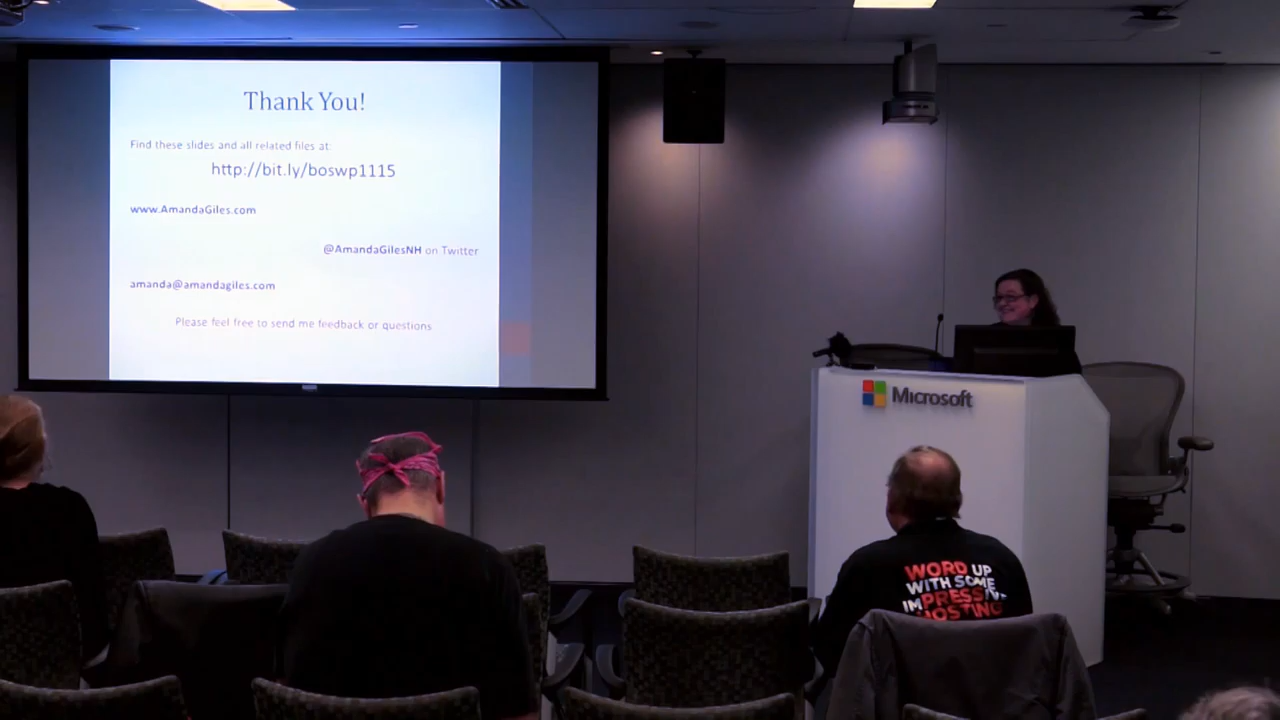 Thank You!
Find these slides and all related files at:
http://bit.ly/boswp1115
www.AmandaGiles.com
@AmandaGilesNH on Twitter
amanda@amandagiles.com
Please feel free to send me feedback or questions
Microsoft
WORD UP
WITH SOME
IMPRESSIVE
HOSTING